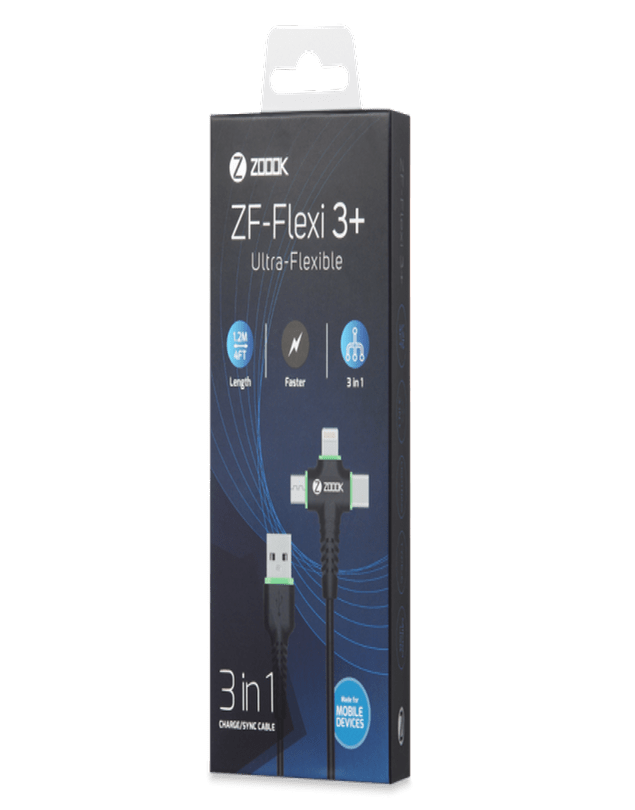 Z ZOOOK
ZF-Flexi 3+
Ultra-Flexible
1.2M
4FT
Length
Faster
3 in 1
Z ZOOOK
3 in 1
CHARGE/SYNC CABLE
Made for
MOBILE
DEVICES
Z